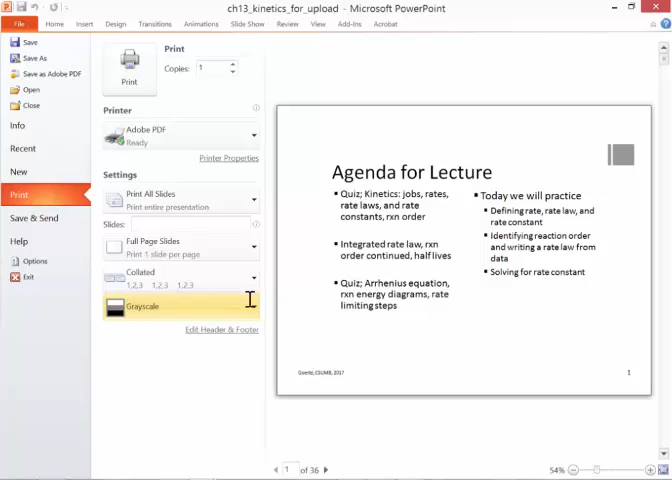 ch13_kinetics_for_upload - Microsoft PowerPoint
File Home Insert Design Transitions Animations Slide Show Review View Add-Ins Acrobat
Save
Save As
Save as Adobe PDF
Open
Close
Info
Recent
New
Print
Save & Send
Help
Options
Exit
Print
Print
Copies: 1
Printer
Adobe PDF
Ready
Printer Properties
Settings
Print All Slides
Print entire presentation
Slides:
Full Page Slides
Print 1 slide per page
Collated
1,2,3 1,2,3 1,2,3
Grayscale
Edit Header & Footer
Agenda for Lecture
▪ Quiz; Kinetics: jobs, rates,
rate laws, and rate
constants, rxn order
▪ Integrated rate law, rxn
order continued, half lives
▪ Quiz; Arrhenius equation,
rxn energy diagrams, rate
limiting steps
▪ Today we will practice
▪ Defining rate, rate law, and
rate constant
▪ Identifying reaction order
and writing a rate law from
data
▪ Solving for rate constant
CSUMB, 2017
1
1 of 36
54%